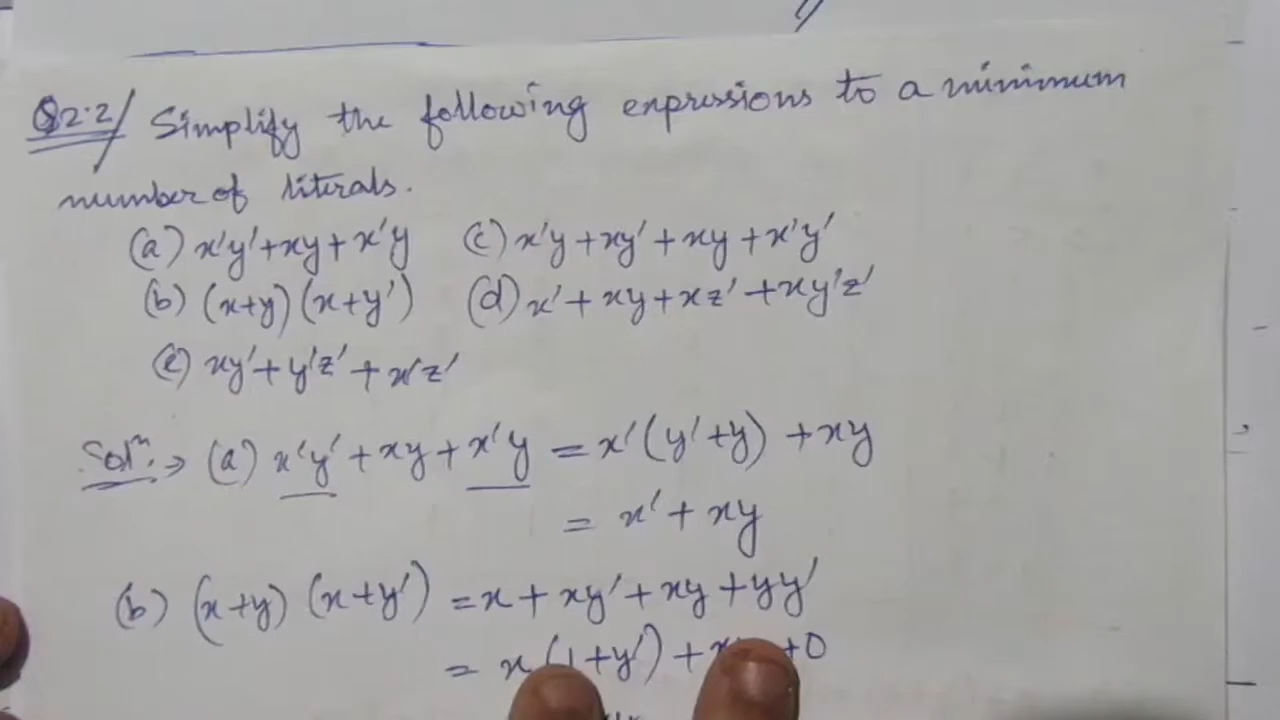 Q2.2/ Simplify the following expressions to a minimum
number of literals.
(a) x'y' + xy + x'y (c) x'y + xy' + xy + x'y'
(b) (x+y) (x+y') (d) x' + xy + xz' + xy'z'
(e) xy' + y'z' + x'z'
Solⁿ. → (a) x'y' + xy + x'y = x'(y'+y) + xy
= x' + xy
(b) (x+y) (x+y') = x + xy' + xy + yy'
= x(1+y') + +0